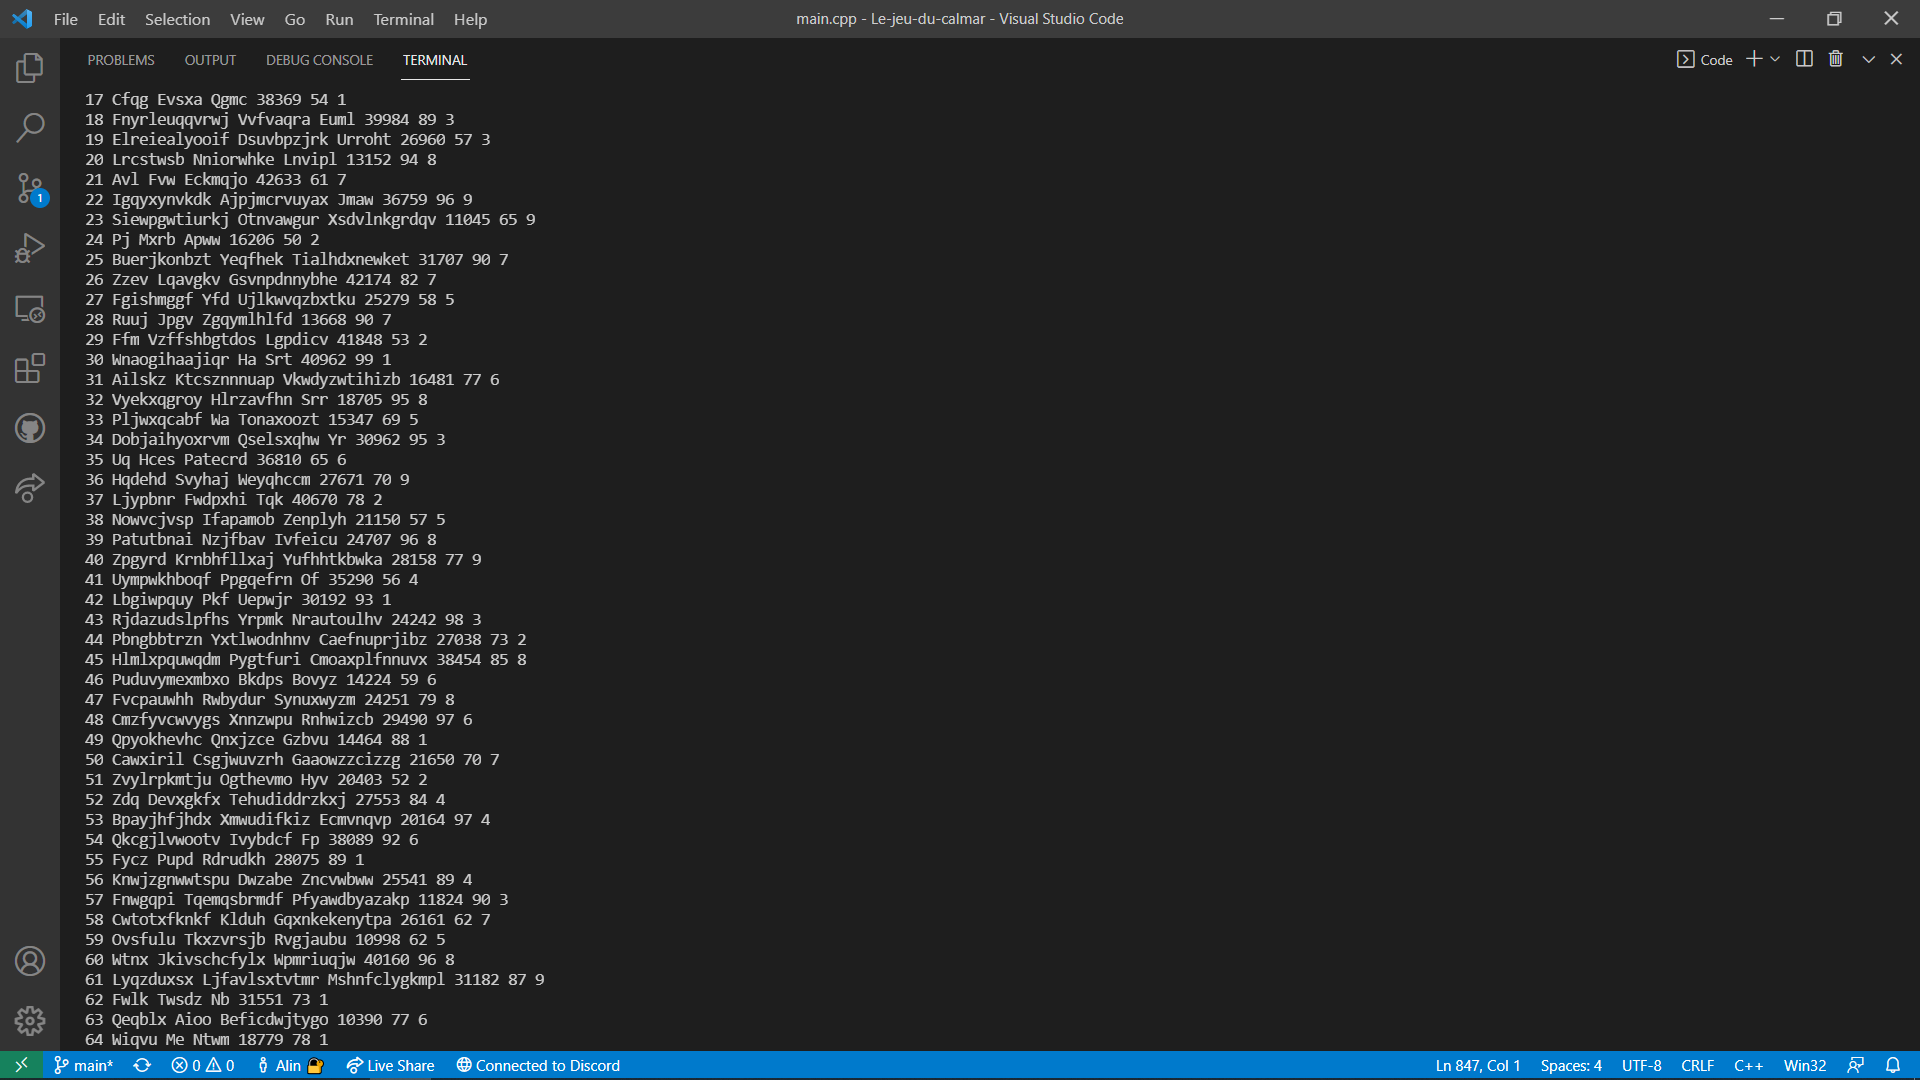 File Edit Selection View Go Run Terminal Help main.cpp - Le-jeu-du-calmar - Visual Studio Code
PROBLEMS OUTPUT DEBUG CONSOLE TERMINAL Code
17 Cfqg Evsxa Qgmc 38369 54 1
18 Fnyrleuqqvrwj Vvfvaqra Euml 39984 89 3
19 Elreiealyooif Dsuvbpzjrk Urroht 26960 57 3
20 Lrcstwsb Nniorwhke Lnvipl 13152 94 8
21 Avl Fvw Eckmqjo 42633 61 7
22 Igqyxynvkdk Ajpjmcrvuyax Jmaw 36759 96 9
23 Siewpgwtiurkj Otnvawgur Xsdvlnkgrdqv 11045 65 9
24 Pj Mxrb Apww 16206 50 2
25 Buerjkonbzt Yeqfhek Tialhdxnewket 31707 90 7
26 Zzev Lqavgkv Gsvnpdnnybhe 42174 82 7
27 Fgishmggf Yfd Ujlkwvqzbxtku 25279 58 5
28 Ruuj Jpgv Zgqymlhlfd 13668 90 7
29 Ffm Vzffshbgtdos Lgpdicv 41848 53 2
30 Wnaogihaajiqr Ha Srt 40962 99 1
31 Ailskz Ktcsznnnuap Vkwdyzwtihizb 16481 77 6
32 Vyekxqgroy Hlrzavfhn Srr 18705 95 8
33 Pljwxqcabf Wa Tonaxoozt 15347 69 5
34 Dobjaihyoxrvm Qselsxqhw Yr 30962 95 3
35 Uq Hces Patecrd 36810 65 6
36 Hqdehd Svyhaj Weyqhccm 27671 70 9
37 Ljypbnr Fwdpxhi Tqk 40670 78 2
38 Nowvcjvsp Ifapamob Zenplyh 21150 57 5
39 Patutbnai Nzjfbav Ivfeicu 24707 96 8
40 Zpgyrd Krnbhfllxaj Yufhhtkbwka 28158 77 9
41 Uympwkhboqf Ppgqefrn Of 35290 56 4
42 Lbgiwpquy Pkf Uepwjr 30192 93 1
43 Rjdazudslpfhs Yrpmk Nrautoulhv 24242 98 3
44 Pbngbbtrzn Yxtlwodnhnv Caefnuprjibz 27038 73 2
45 Hlmlxpquwqdm Pygtfuri Cmoaxplfnnuvx 38454 85 8
46 Puduvymexmbxo Bkdps Bovyz 14224 59 6
47 Fvcpauwhh Rwbydur Synuxwyzm 24251 79 8
48 Cmzfyvcwvygs Xnnzwpu Rnhwizcb 29490 97 6
49 Qpyokhevhc Qnxjzce Gzbvu 14464 88 1
50 Cawxiril Csgjwuvzrh Gaaowzzcizzg 21650 70 7
51 Zvylrpkmtju Ogthevmo Hyv 20403 52 2
52 Zdq Devxgkfx Tehudiddrzkxj 27553 84 4
53 Bpayjhfjhdx Xmwudifkiz Ecmvnqvp 20164 97 4
54 Qkcgjlvwootv Ivybdcf Fp 38089 92 6
55 Fycz Pupd Rdrudkh 28075 89 1
56 Knwjzgnwwtspu Dwzabe Zncvwbww 25541 89 4
57 Fnwgqpi Tqemqsbrmdf Pfyawdbyazakp 11824 90 3
58 Cwtotxfknkf Klduh Gqxnkekenytpa 26161 62 7
59 Ovsfulu Tkxzvrsjb Rvgjaubu 10998 62 5
60 Wtnx Jkivschcfylx Wpmriuqjw 40160 96 8
61 Lyqzduxsx Ljfavlsxtvtmr Mshnfclygkmpl 31182 87 9
62 Fwlk Twsdz Nb 31551 73 1
63 Qeqblx Aioo Beficdwjtygo 10390 77 6
64 Wiqvu Me Ntwm 18779 78 1
1
main* 0 0 Alin Live Share Connected to Discord Ln 847, Col 1 Spaces: 4 UTF-8 CRLF C++ Win32